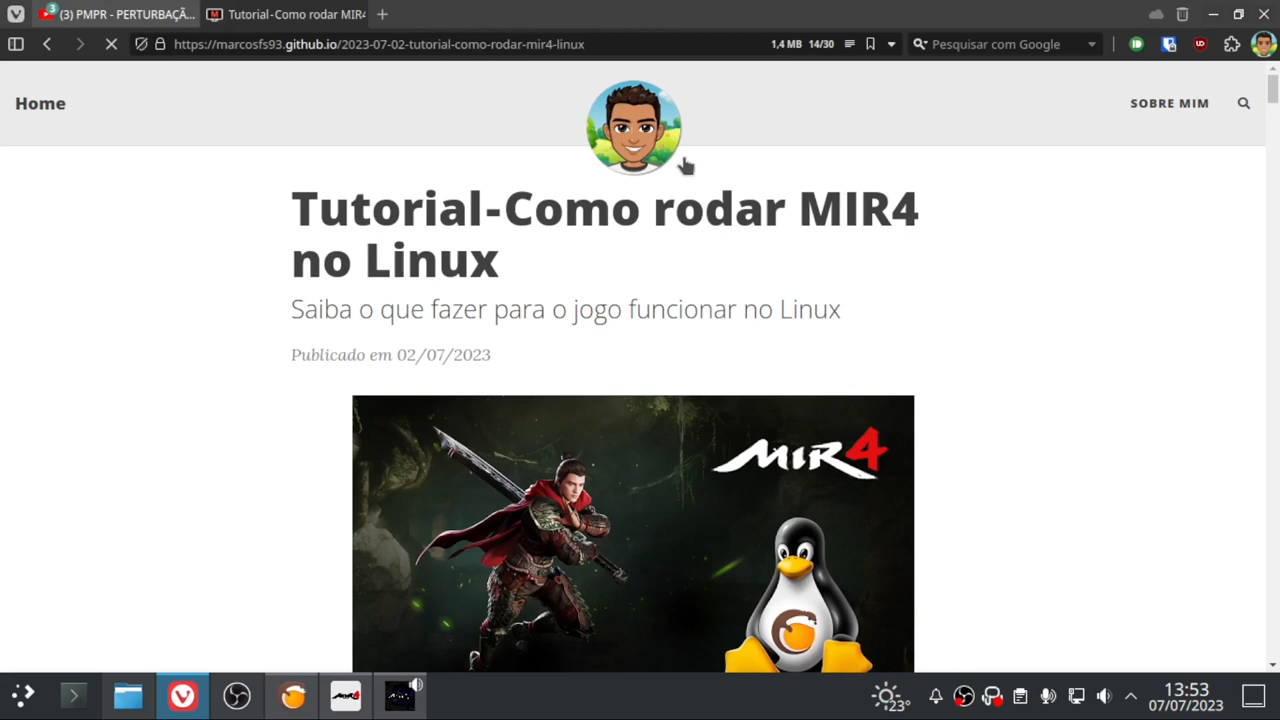 (3) PMPR - PERTURBAÇÃ...
Tutorial-Como rodar MIR4
https://marcosfs93.github.io/2023-07-02-tutorial-como-rodar-mir4-linux
1,4 MB 14/30
Pesquisar com Google
Home
SOBRE MIM
Tutorial-Como rodar MIR4
no Linux
Saiba o que fazer para o jogo funcionar no Linux
Publicado em 02/07/2023
MIR4
MIR4
23°
13:53
07/07/2023